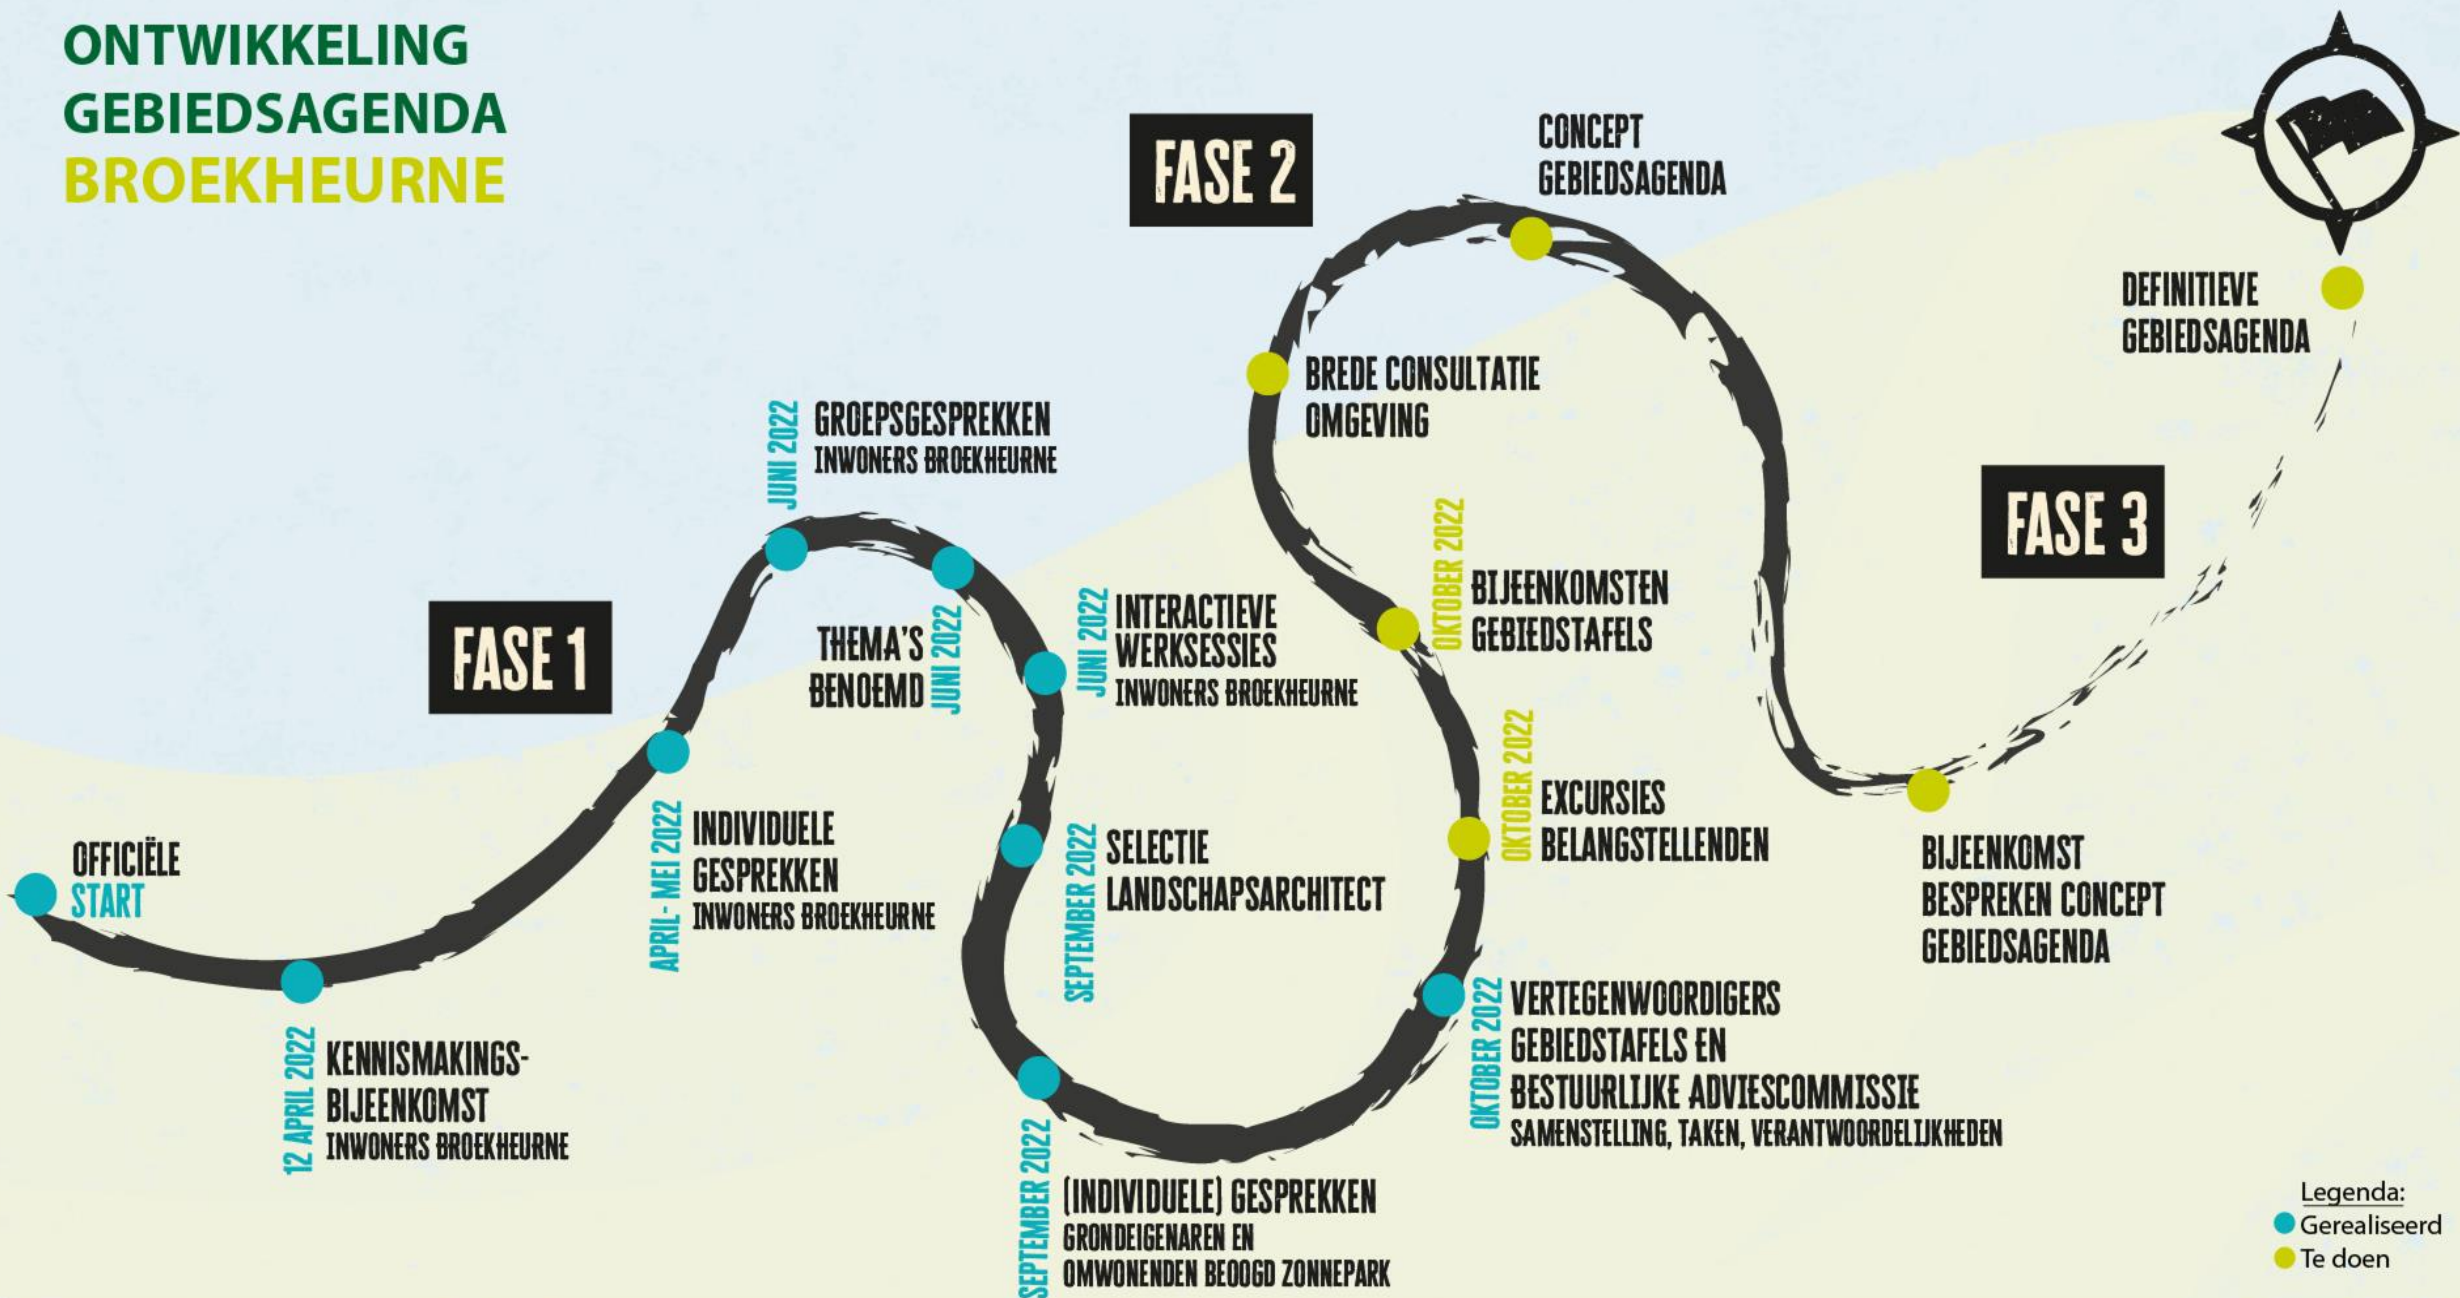 ONTWIKKELING
GEBIEDSAGENDA
BROEKHEURNE
FASE 1
OFFICIËLE
START
12 APRIL 2022
KENNISMAKINGS-
BIJEENKOMST
INWONERS BROEKHEURNE
APRIL- MEI 2022
INDIVIDUELE
GESPREKKEN
INWONERS BROEKHEURNE
JUNI 2022
GROEPSGESPREKKEN
INWONERS BROEKHEURNE
THEMA'S
BENOEMD
JUNI 2022
JUNI 2022
INTERACTIEVE
WERKSESSIES
INWONERS BROEKHEURNE
SEPTEMBER 2022
SELECTIE
LANDSCHAPSARCHITECT
SEPTEMBER 2022
(INDIVIDUELE) GESPREKKEN
GRONDEIGENAREN EN
OMWONENDEN BEOOGD ZONNEPARK
OKTOBER 2022
VERTEGENWOORDIGERS
GEBIEDSTAFELS EN
BESTUURLIJKE ADVIESCOMMISSIE
SAMENSTELLING, TAKEN, VERANTWOORDELIJKHEDEN
OKTOBER 2022
EXCURSIES
BELANGSTELLENDEN
OKTOBER 2022
BIJEENKOMSTEN
GEBIEDSTAFELS
FASE 2
BREDE CONSULTATIE
OMGEVING
CONCEPT
GEBIEDSAGENDA
FASE 3
BIJEENKOMST
BESPREKEN CONCEPT
GEBIEDSAGENDA
DEFINITIEVE
GEBIEDSAGENDA
Legenda:
Gerealiseerd
Te doen